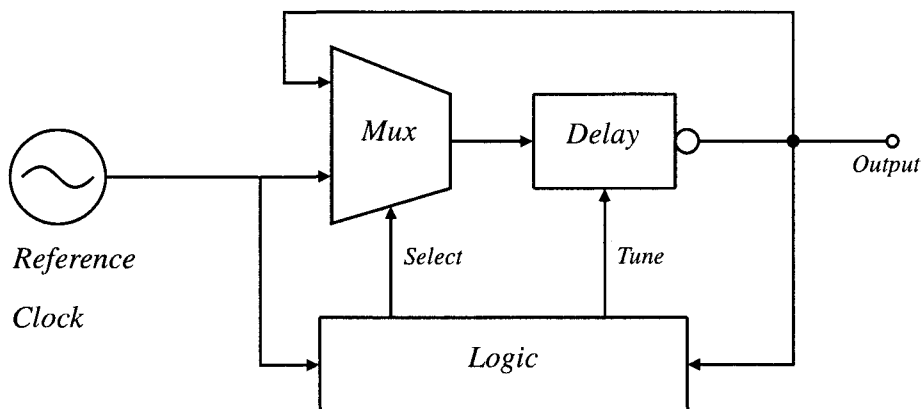 Mux
Delay
Output
Reference
Clock
Select
Tune
Logic